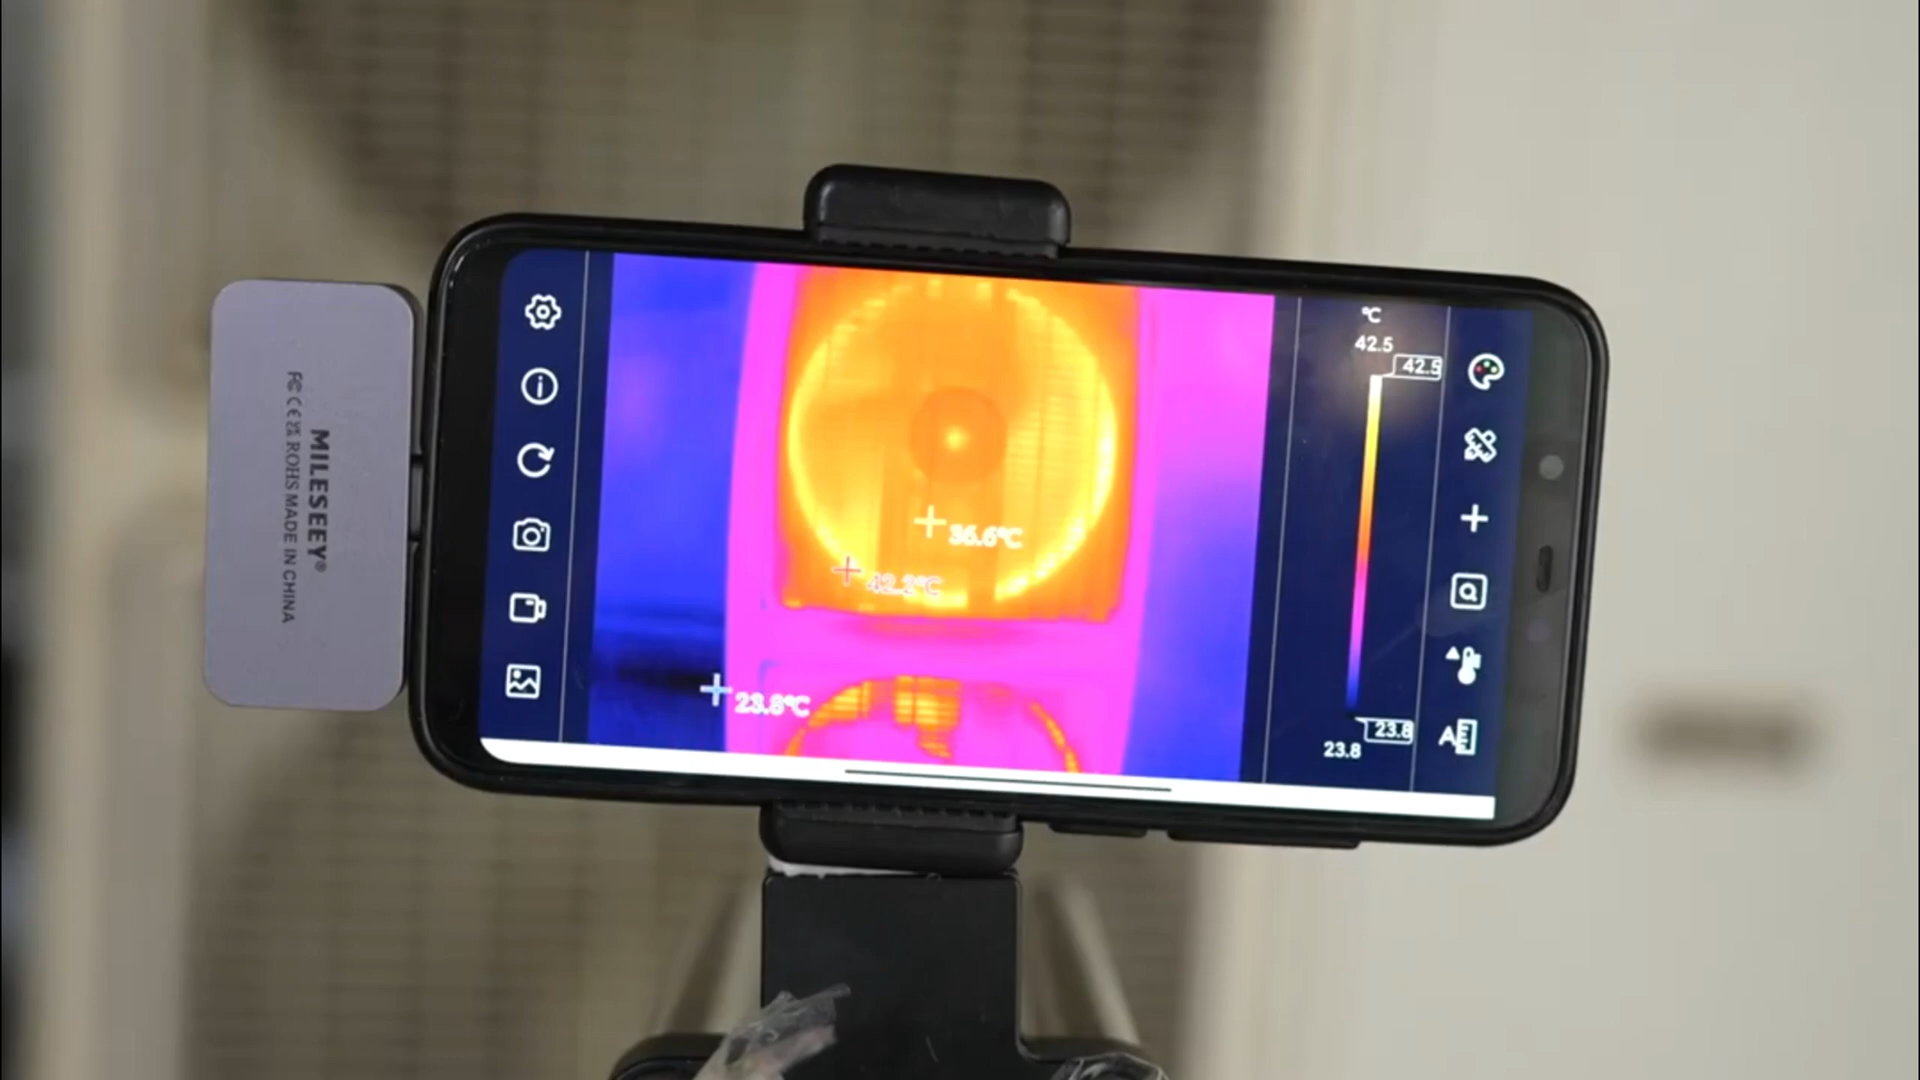 MILESEEY®
FC CE ROHS MADE IN CHINA
36.6°C
42.2°C
23.8°C
°C
42.5
42.5
23.8
23.8
A